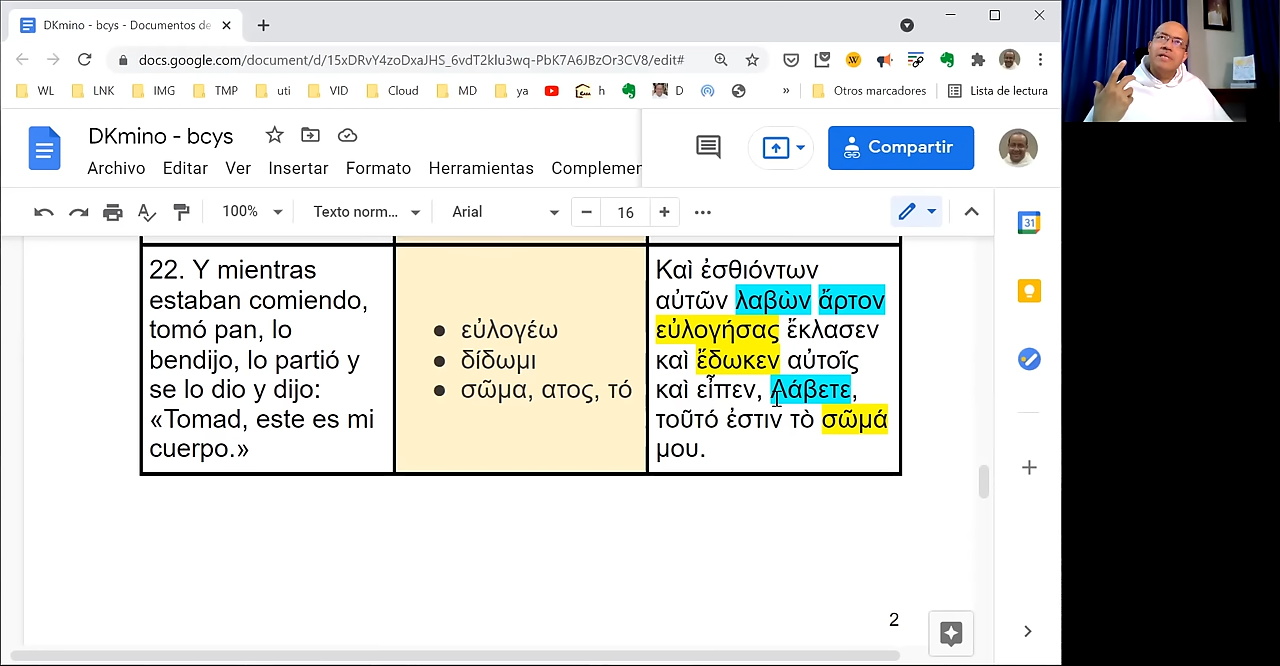 DKmino - bcys - Documentos de
docs.google.com/document/d/15xDRvY4zoDxaJHS_6vdT2klu3wq-PbK7A6JBzOr3CV8/edit#
WL LNK IMG TMP uti VID Cloud MD ya h D » Otros marcadores Lista de lectura
DKmino - bcys
Archivo Editar Ver Insertar Formato Herramientas Complemen
Compartir
100% Texto norm... Arial 16
31
22. Y mientras
estaban comiendo,
tomó pan, lo
bendijo, lo partió y
se lo dio y dijo:
«Tomad, este es mi
cuerpo.»
● εὐλογέω
● δίδωμι
● σῶμα, ατος, τό
Καὶ ἐσθιόντων
αὐτῶν λαβὼν ἄρτον
εὐλογήσας ἔκλασεν
καὶ ἔδωκεν αὐτοῖς
καὶ εἶπεν, Λάβετε,
τοῦτό ἐστιν τὸ σῶμά
μου.
2